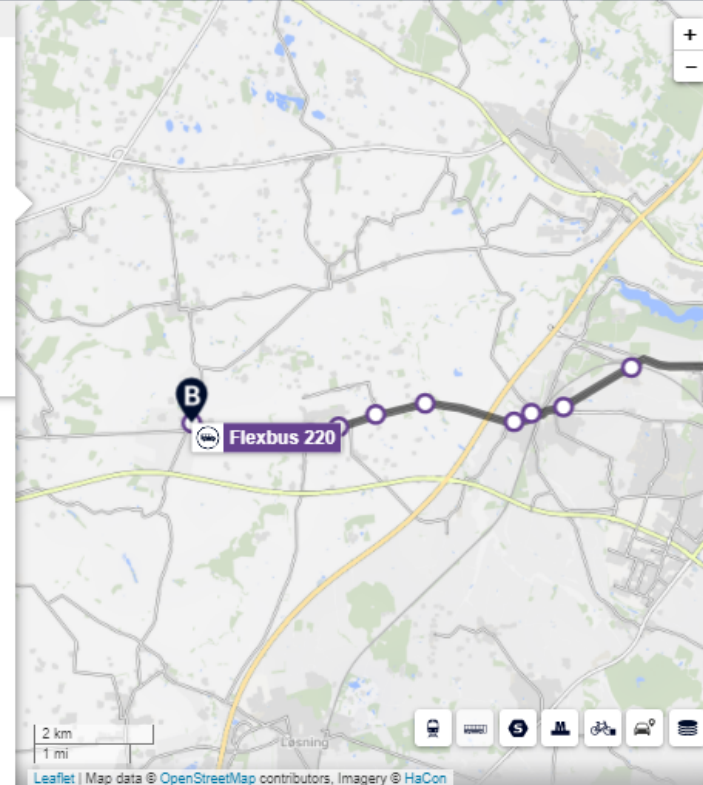 +
−
B
Flexbus 220
S
2 km
1 mi
Løsning
Leaflet | Map data © OpenStreetMap contributors, Imagery © HaCon